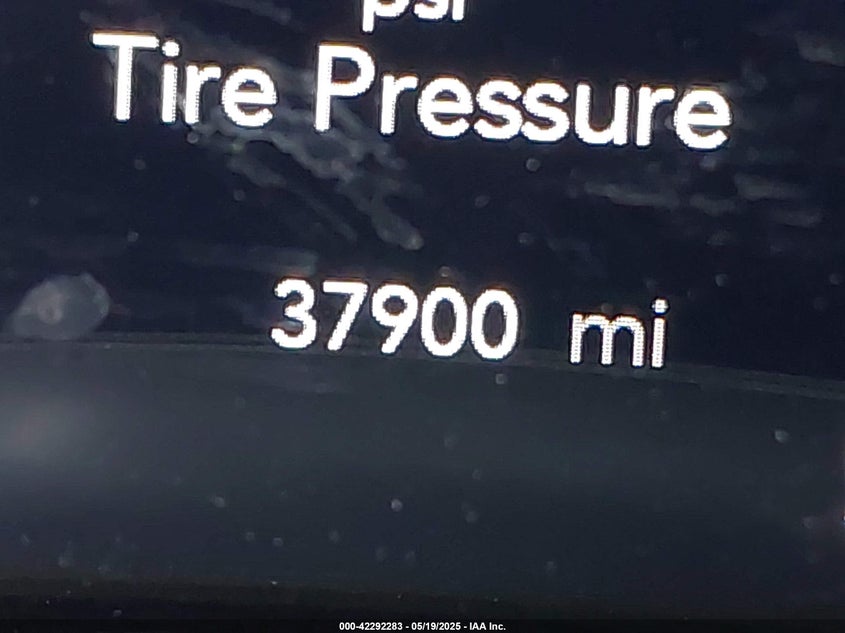 psi
Tire Pressure
37900 mi
000-42292283 - 05/19/2025 - IAA Inc.